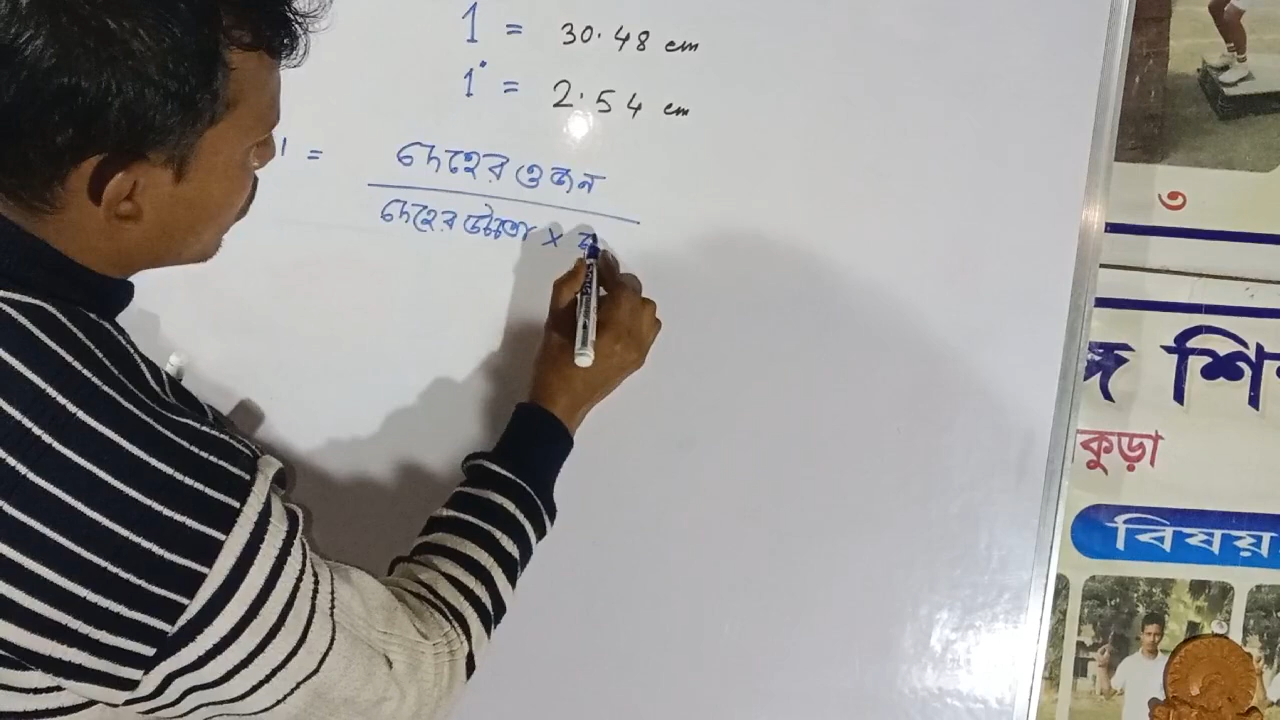 1 = 30.48 cm
1" = 2.54 cm
দেহের ওজন
দেহের উচ্চতা ×
৩
শি
কুড়া
বিষয়